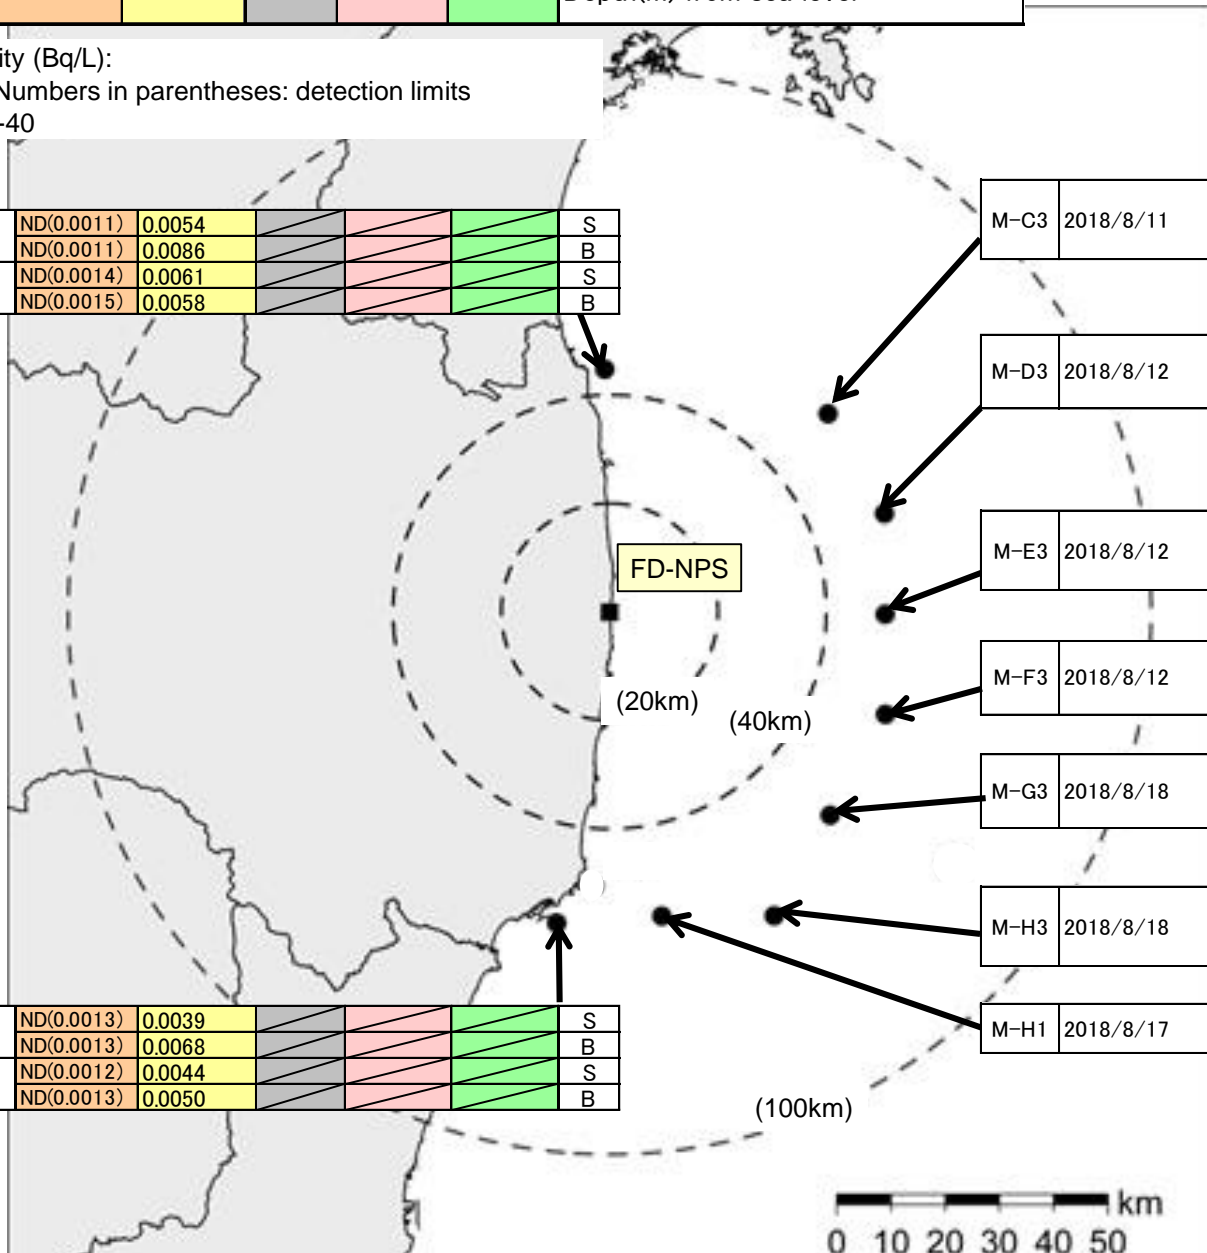 ity (Bq/L):
Numbers in parentheses: detection limits
-40
ND(0.0011) 0.0054 S
ND(0.0011) 0.0086 B
ND(0.0014) 0.0061 S
ND(0.0015) 0.0058 B
M-C3 2018/8/11
M-D3 2018/8/12
M-E3 2018/8/12
FD-NPS
M-F3 2018/8/12
(20km)
(40km)
M-G3 2018/8/18
M-H3 2018/8/18
M-H1 2018/8/17
ND(0.0013) 0.0039 S
ND(0.0013) 0.0068 B
ND(0.0012) 0.0044 S
ND(0.0013) 0.0050 B
(100km)
km
0 10 20 30 40 50